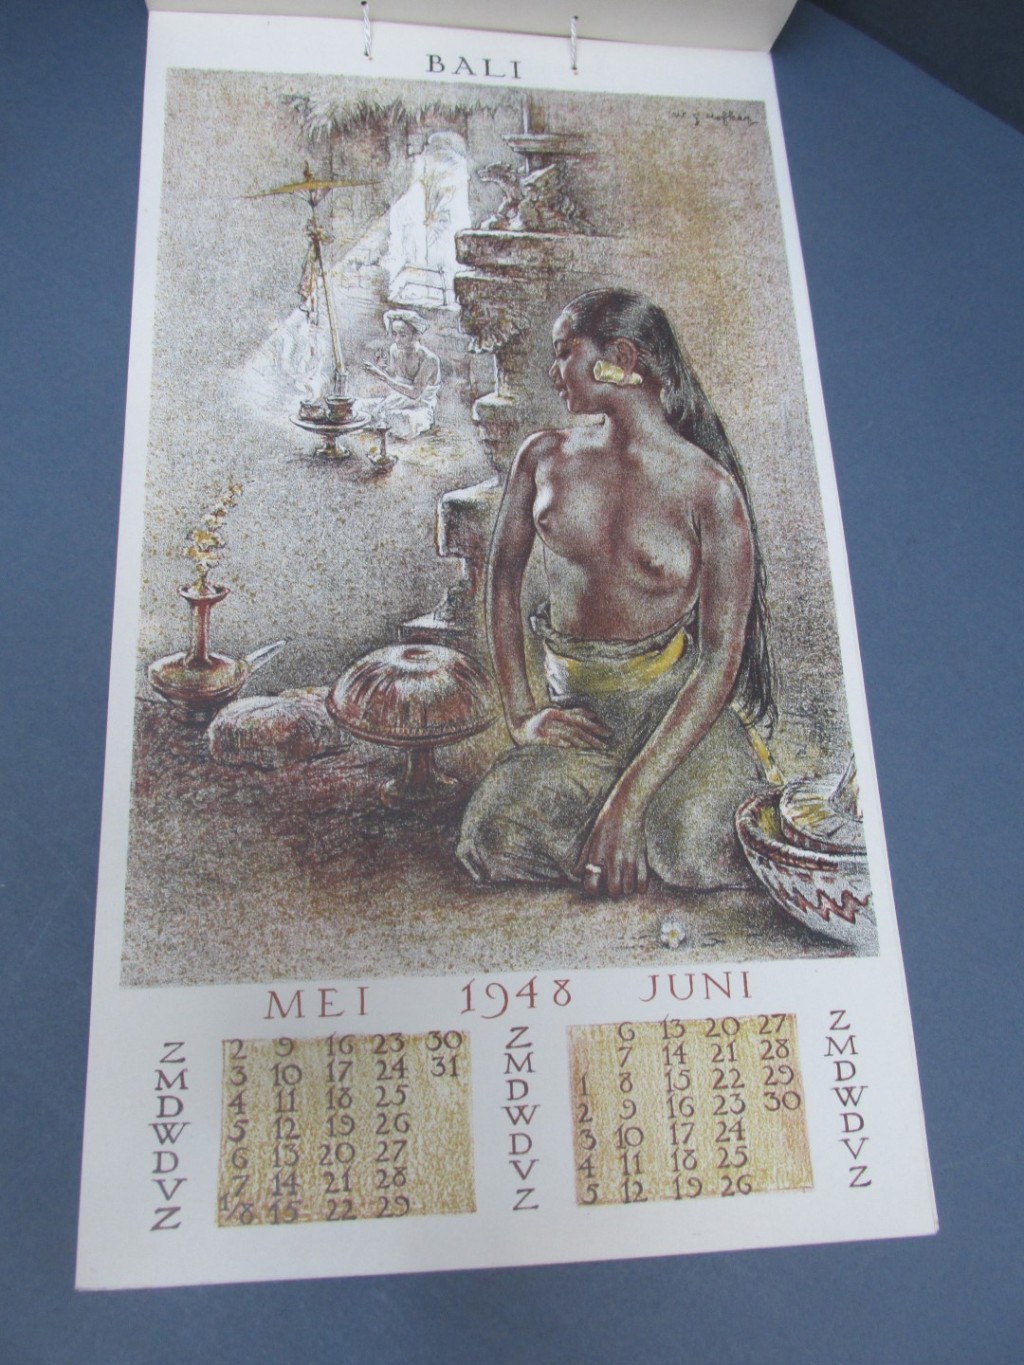 BALI
W. G. Hofker
MEI 1948 JUNI
Z 2 9 16 23 30 Z 6 13 20 27 Z
M 3 10 17 24 31 M 7 14 21 28 M
D 4 11 18 25 D 1 8 15 22 29 D
W 5 12 19 26 W 2 9 16 23 30 W
D 6 13 20 27 D 3 10 17 24 D
V 7 14 21 28 V 4 11 18 25 V
Z 1/8 15 22 29 Z 5 12 19 26 Z